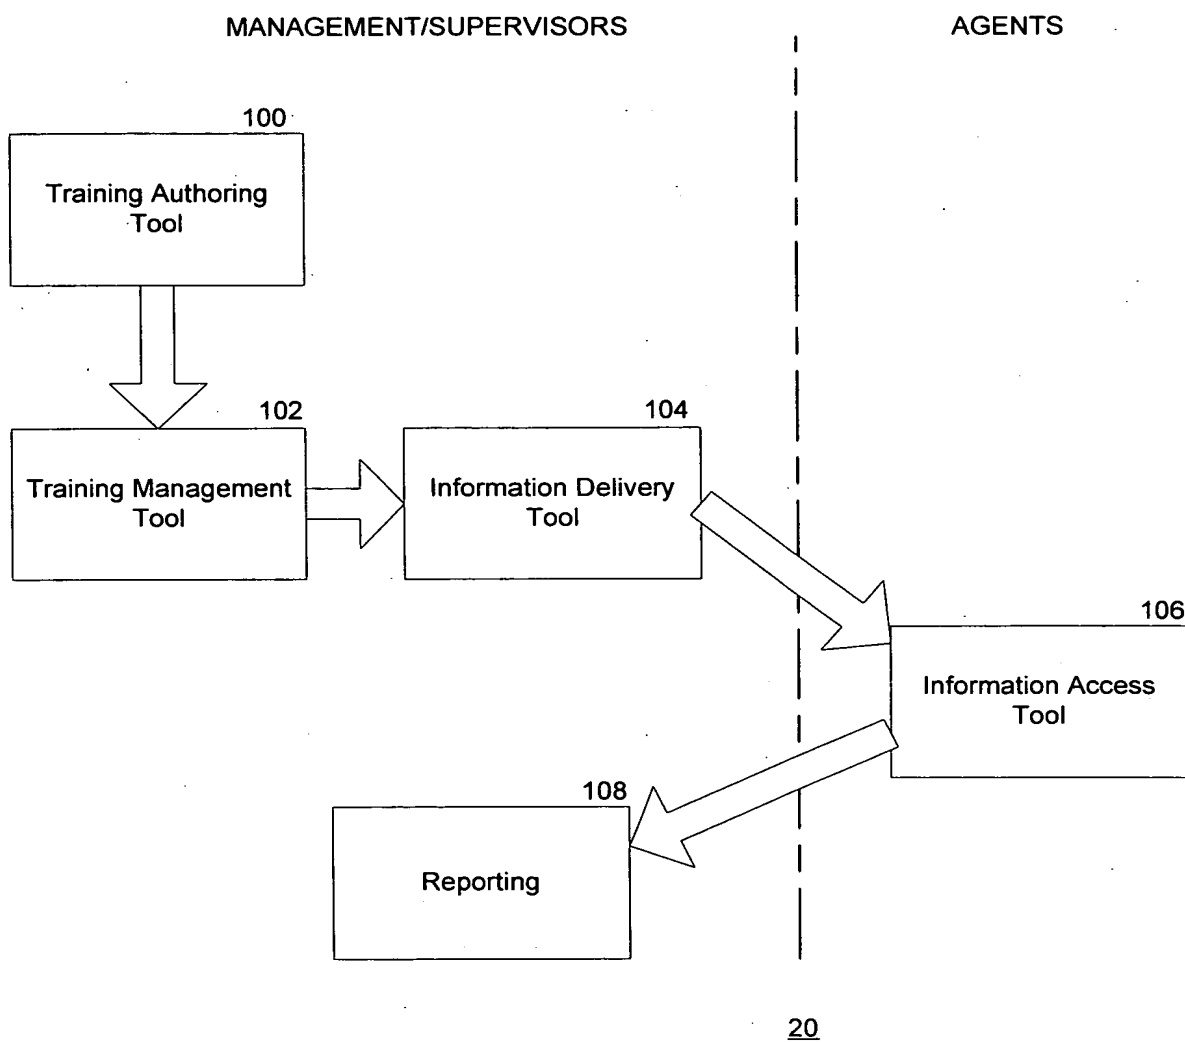 MANAGEMENT/SUPERVISORS
AGENTS
100
Training Authoring
Tool
102
Training Management
Tool
104
Information Delivery
Tool
106
Information Access
Tool
108
Reporting
20